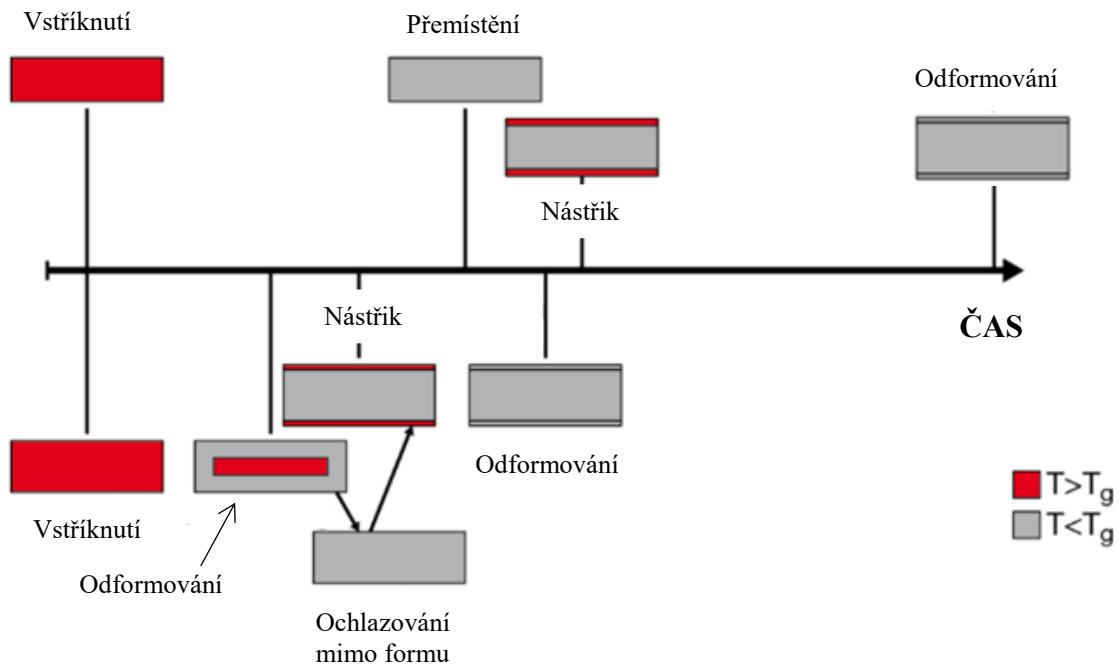 Vstříknutí
Přemístění
Odformování
Nástřik
Nástřik
ČAS
Odformování
Vstříknutí
Odformování
Ochlazování
mimo formu
T>Tg
T<Tg